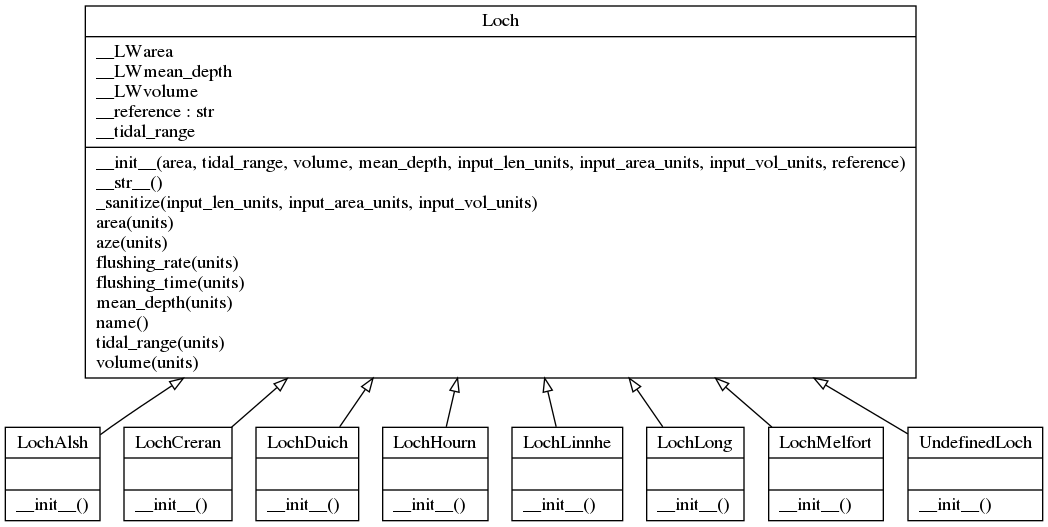 Loch
__LWarea
__LWmean_depth
__LWvolume
__reference : str
__tidal_range
__init__(area, tidal_range, volume, mean_depth, input_len_units, input_area_units, input_vol_units, reference)
__str__()
_sanitize(input_len_units, input_area_units, input_vol_units)
area(units)
aze(units)
flushing_rate(units)
flushing_time(units)
mean_depth(units)
name()
tidal_range(units)
volume(units)
LochAlsh LochCreran LochDuich LochHourn LochLinnhe LochLong LochMelfort UndefinedLoch
__init__() __init__() __init__() __init__() __init__() __init__() __init__() __init__()